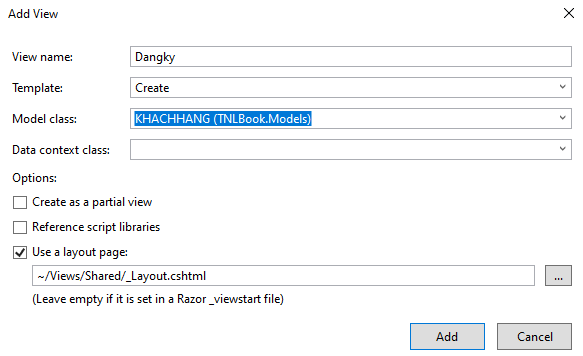 Add View
View name: Dangky
Template: Create
Model class: KHACHHANG (TNLBook.Models)
Data context class:
Options:
Create as a partial view
Reference script libraries
Use a layout page:
~/Views/Shared/_Layout.cshtml ...
(Leave empty if it is set in a Razor _viewstart file)
Add Cancel